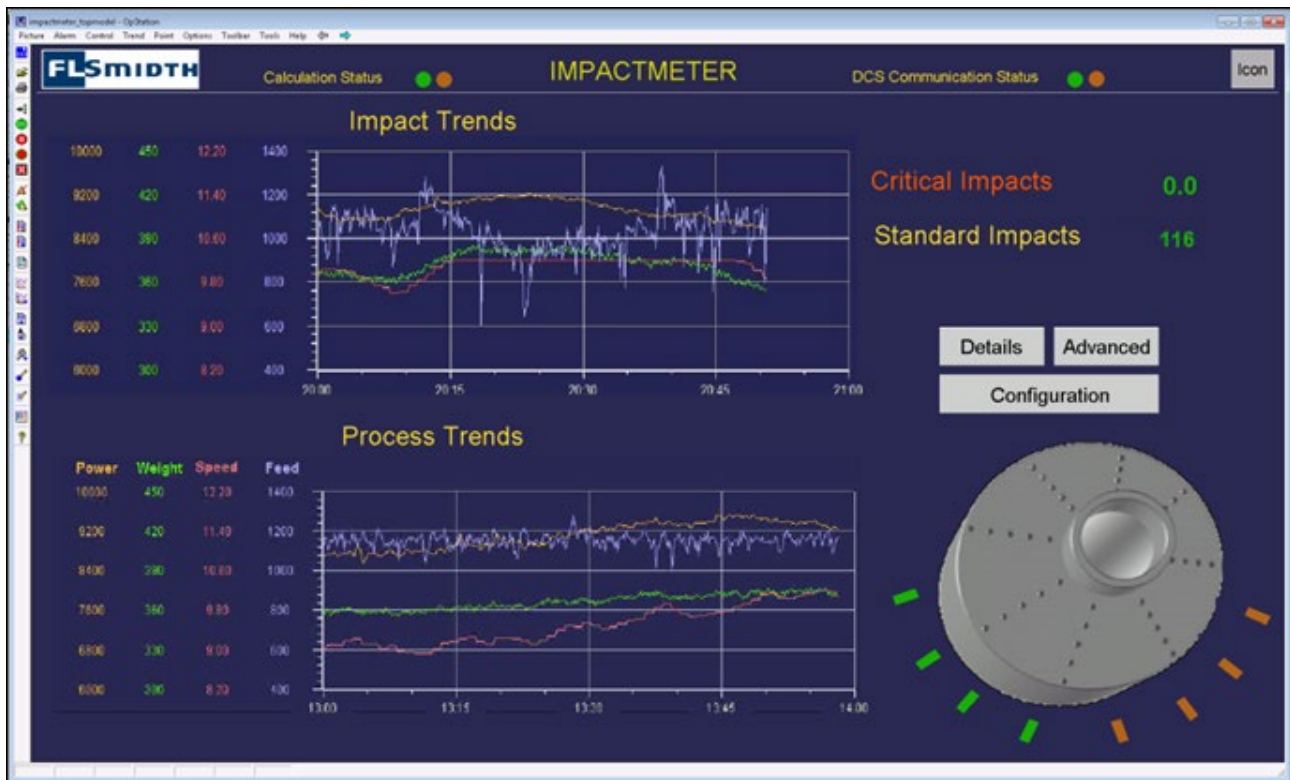 impactmeter_topmodel - OpStation
Picture Alarm Control Trend Point Options Toolbar Tools Help
FLSMIDTH
Calculation Status
IMPACTMETER
DCS Communication Status
Icon
Impact Trends
10000 450 12.20 1400
9200 420 11.40 1200
8400 390 10.60 1000
7600 360 9.80 800
6800 330 9.00 600
6000 300 8.20 400
20:00 20:15 20:30 20:45 21:00
Critical Impacts 0.0
Standard Impacts 116
Details Advanced
Configuration
Process Trends
Power Weight Speed Feed
10000 450 12.20 1400
9200 420 11.40 1200
8400 390 1000
7600 360 9.80 800
6800 330 9.00 600
6000 8.20 400
13:00 13:15 13:30 13:45 14:00